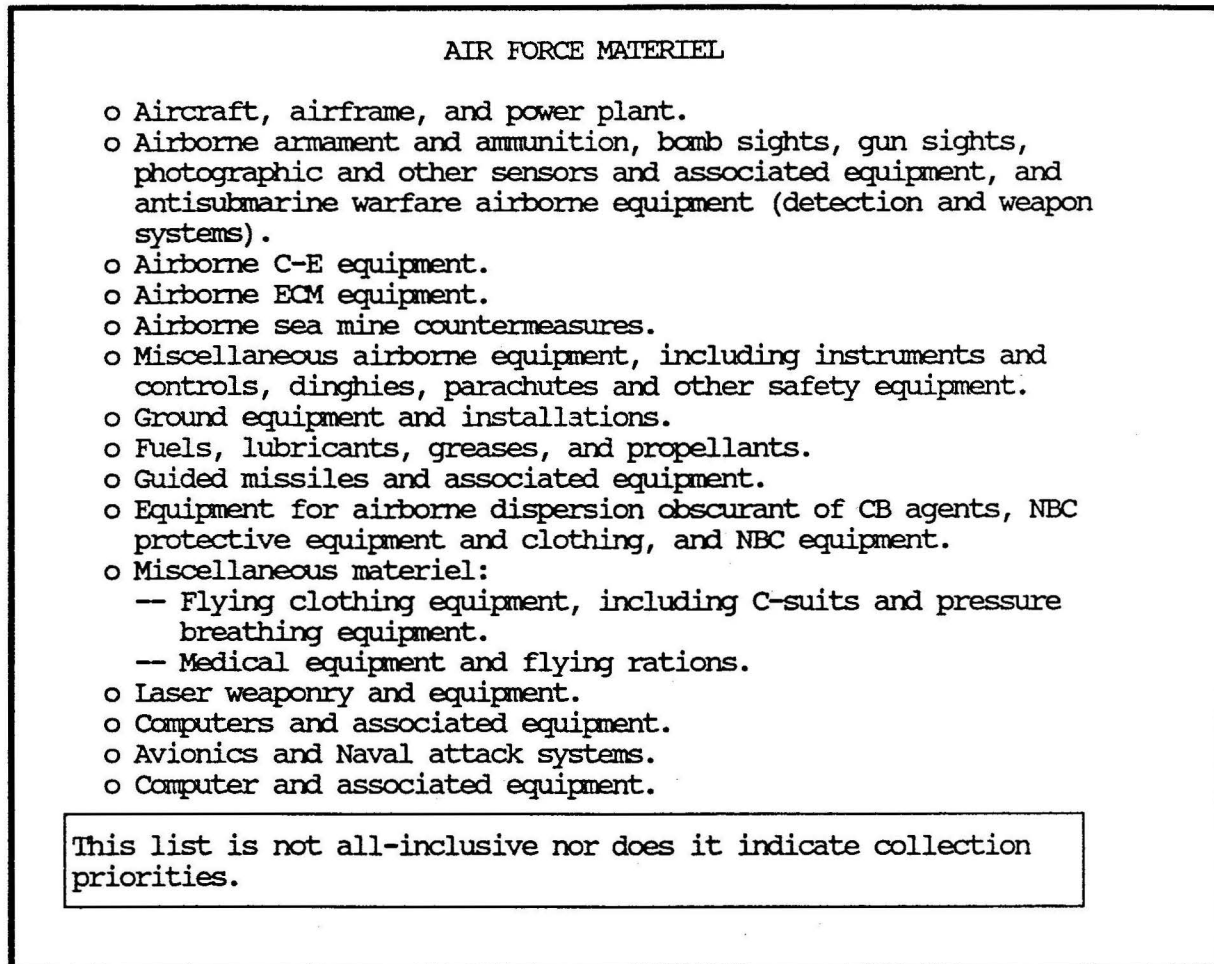 AIR FORCE MATERIEL
o Aircraft, airframe, and power plant.
o Airborne armament and ammunition, bomb sights, gun sights,
photographic and other sensors and associated equipment, and
antisubmarine warfare airborne equipment (detection and weapon
systems).
o Airborne C-E equipment.
o Airborne ECM equipment.
o Airborne sea mine countermeasures.
o Miscellaneous airborne equipment, including instruments and
controls, dinghies, parachutes and other safety equipment.
o Ground equipment and installations.
o Fuels, lubricants, greases, and propellants.
o Guided missiles and associated equipment.
o Equipment for airborne dispersion obscurant of CB agents, NBC
protective equipment and clothing, and NBC equipment.
o Miscellaneous materiel:
-- Flying clothing equipment, including C-suits and pressure
breathing equipment.
-- Medical equipment and flying rations.
o Laser weaponry and equipment.
o Computers and associated equipment.
o Avionics and Naval attack systems.
o Computer and associated equipment.
This list is not all-inclusive nor does it indicate collection
priorities.